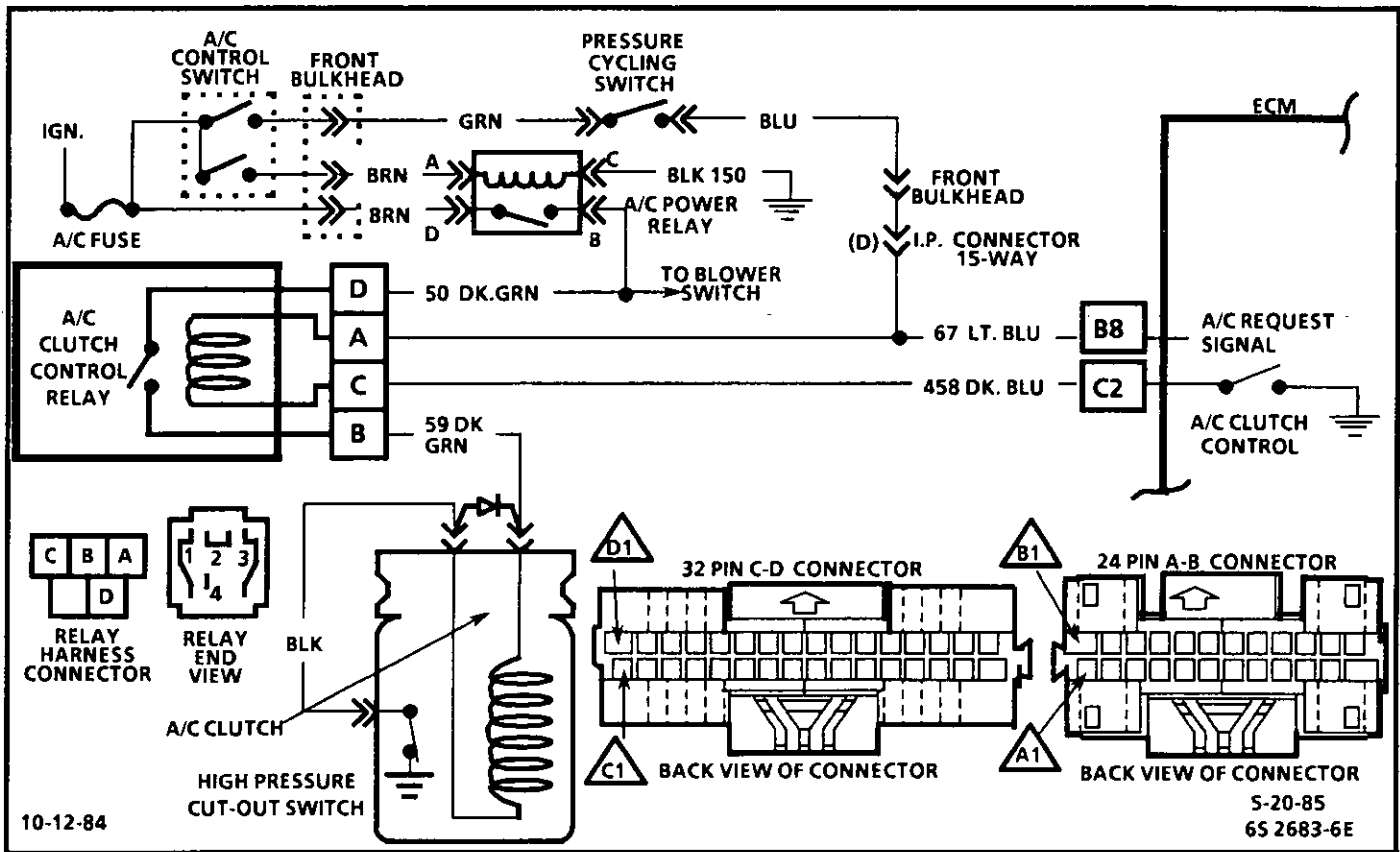 A/C
CONTROL
SWITCH
FRONT
BULKHEAD
PRESSURE
CYCLING
SWITCH
ECM
IGN.
GRN
BLU
BRN
A
C
BLK 150
FRONT
BULKHEAD
A/C FUSE
BRN
D
B
A/C POWER
RELAY
(D)
I.P. CONNECTOR
15-WAY
D
50 DK.GRN
TO BLOWER
SWITCH
A/C
CLUTCH
CONTROL
RELAY
A
67 LT. BLU
B8
A/C REQUEST
SIGNAL
C
458 DK. BLU
C2
A/C CLUTCH
CONTROL
B
59 DK
GRN
C B A
D
RELAY
HARNESS
CONNECTOR
1 2 3
4
RELAY
END
VIEW
BLK
A/C CLUTCH
HIGH PRESSURE
CUT-OUT SWITCH
D1
32 PIN C-D CONNECTOR
C1
BACK VIEW OF CONNECTOR
B1
24 PIN A-B CONNECTOR
A1
BACK VIEW OF CONNECTOR
10-12-84
S-20-85
6S 2683-6E